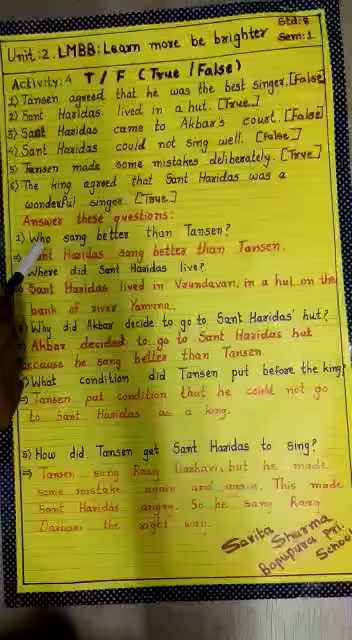 Std: 8
Unit: 2. LMBB: Learn more be brighter
Sem: 1
Activity: 4 T / F (True / False)
1) Tansen agreed that he was the best singer. [False]
2) Sant Haridas lived in a hut. [True]
3) Sant Haridas came to Akbar's court. [False]
4) Sant Haridas could not sing well. [False]
5) Tansen made some mistakes deliberately. [True]
6) The king agreed that Sant Haridas was a
wonderful singer. [True]
Answer these questions:
1) Who sang better than Tansen?
⇒ Sant Haridas sang better than Tansen.
Where did Sant Haridas live?
Sant Haridas lived in Vrundavan, in a hut on the
bank of river Yamuna.
Why did Akbar decide to go to Sant Haridas' hut?
Akbar decided to go to Sant Haridas hut
because he sang better than Tansen.
4) What condition did Tansen put before the king?
⇒ Tansen put condition that he could not go
to Sant Haridas as a king.
5) How did Tansen get Sant Haridas to sing?
⇒ Tansen sang Raag Darbari, but he made
some mistake again and again. This made
Sant Haridas angry. So he sang Raag
Darbari the right way.
Sarita Sharma
Bapupura Pri.
School